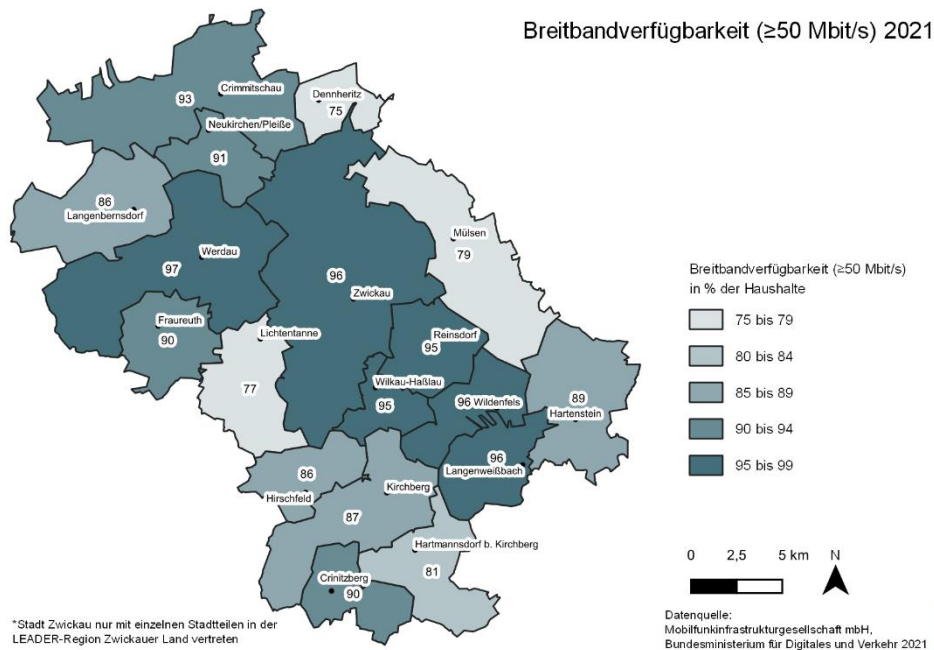 Breitbandverfügbarkeit (≥50 Mbit/s) 2021
Crimmitschau
93
Dennheritz
75
Neukirchen/Pleiße
91
86
Langenbernsdorf
Mülsen
79
Werdau
97
96
Zwickau
Fraureuth
90
Lichtentanne
77
Reinsdorf
95
Wilkau-Haßlau
95
96 Wildenfels
89
Hartenstein
96
Langenweißbach
86
Hirschfeld
Kirchberg
87
Hartmannsdorf b. Kirchberg
81
Crinitzberg
90
Breitbandverfügbarkeit (≥50 Mbit/s)
in % der Haushalte
75 bis 79
80 bis 84
85 bis 89
90 bis 94
95 bis 99
0 2,5 5 km N
*Stadt Zwickau nur mit einzelnen Stadtteilen in der
LEADER-Region Zwickauer Land vertreten
Datenquelle:
Mobilfunkinfrastrukturgesellschaft mbH,
Bundesministerium für Digitales und Verkehr 2021